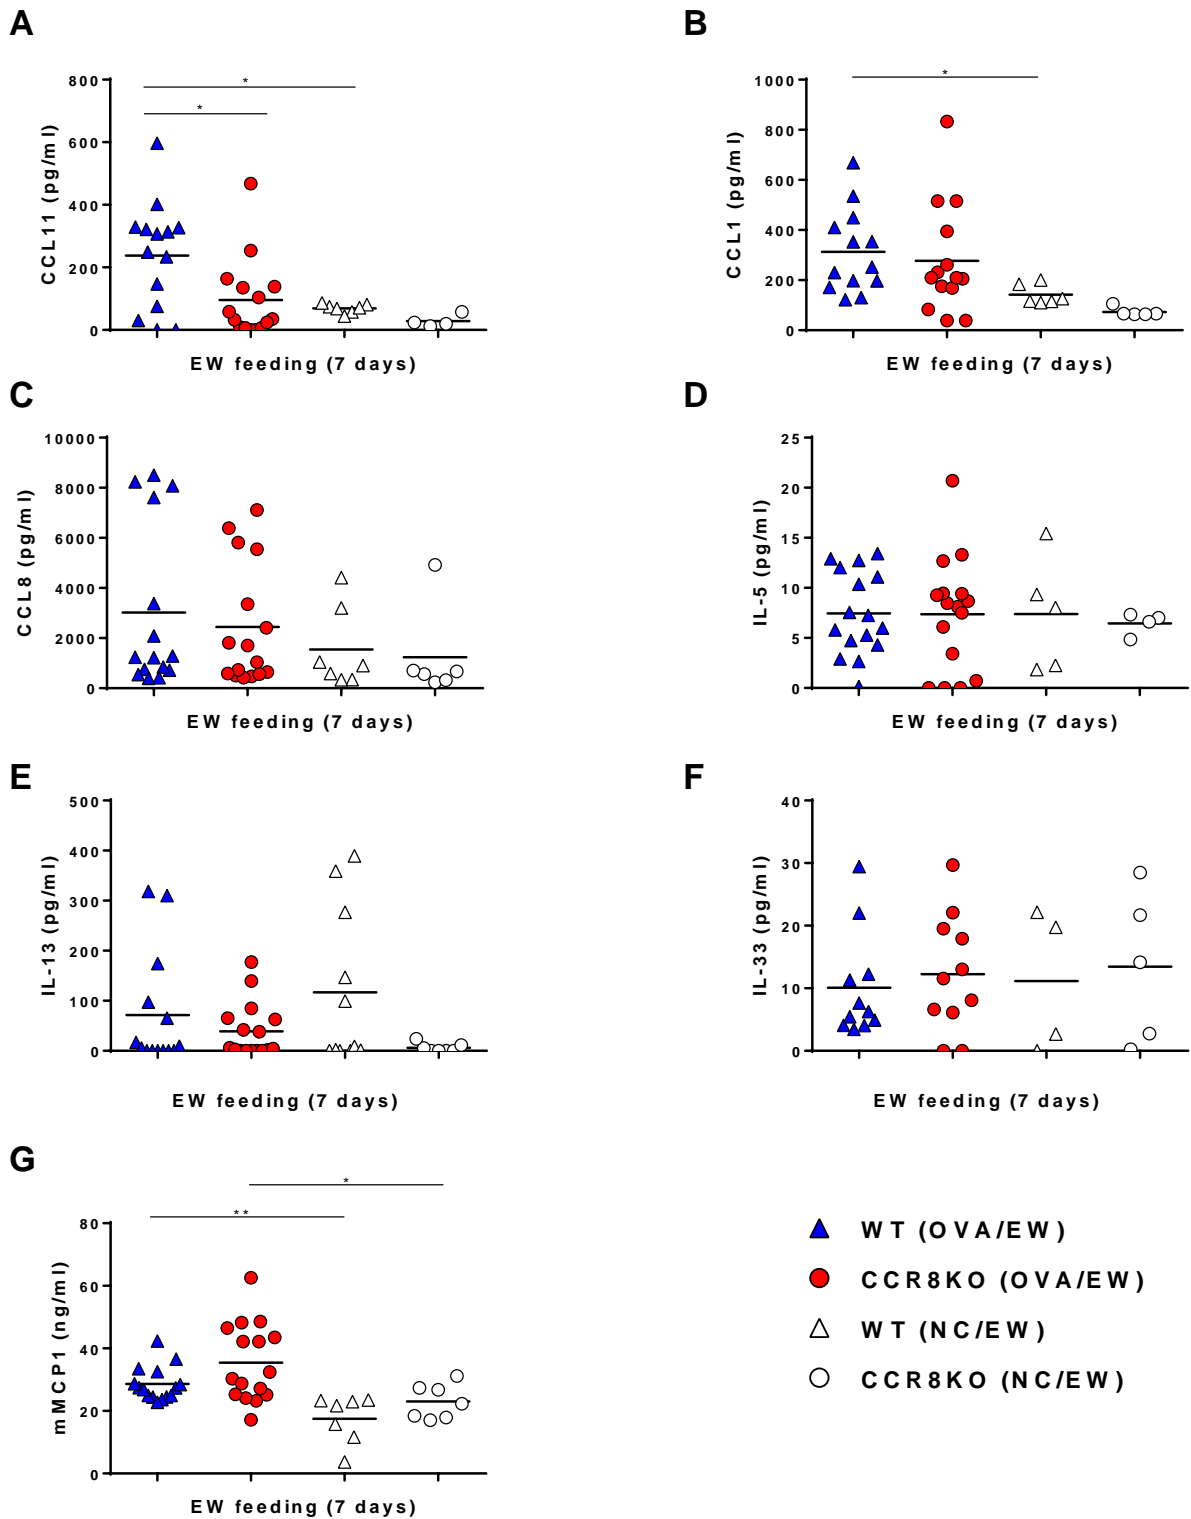 A
CCL11 (pg/ml)
800
600
400
200
0
*
*
EW feeding (7 days)
B
CCL1 (pg/ml)
1000
800
600
400
200
0
*
EW feeding (7 days)
C
CCL8 (pg/ml)
10000
8000
6000
4000
2000
0
EW feeding (7 days)
D
IL-5 (pg/ml)
25
20
15
10
5
0
EW feeding (7 days)
E
IL-13 (pg/ml)
500
400
300
200
100
0
EW feeding (7 days)
F
IL-33 (pg/ml)
40
30
20
10
0
EW feeding (7 days)
G
mMCP1 (ng/ml)
80
60
40
20
0
**
*
EW feeding (7 days)
WT (OVA/EW)
CCR8KO (OVA/EW)
WT (NC/EW)
CCR8KO (NC/EW)